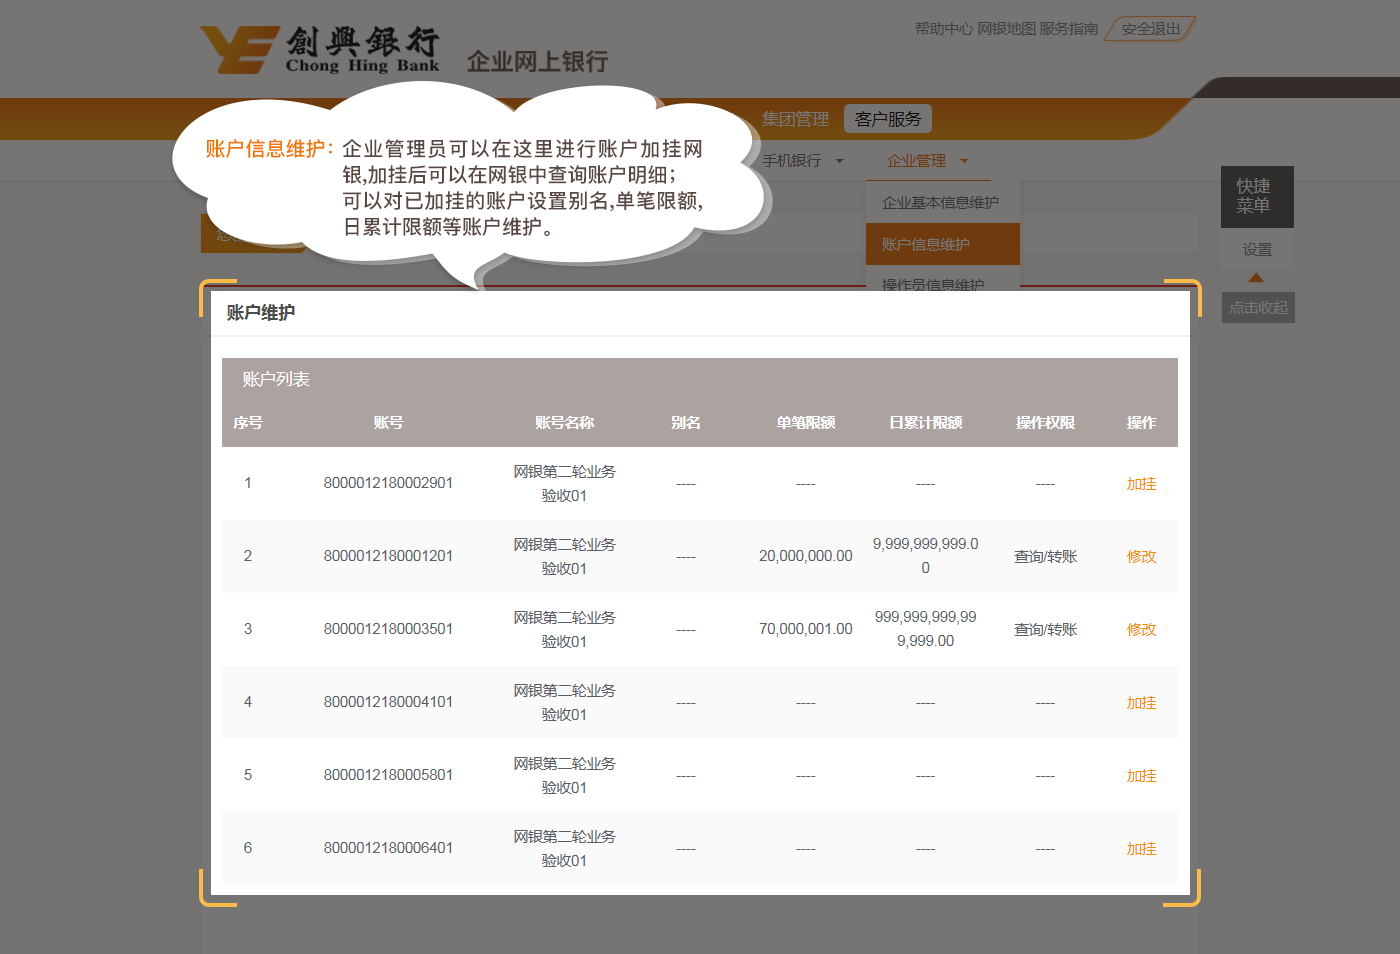 帮助中心 网银地图 服务指南 安全退出
創興銀行
Chong Hing Bank
企业网上银行
集团管理 客户服务
手机银行 企业管理
企业基本信息维护
账户信息维护
操作员信息维护
快捷
菜单
设置
点击收起
账户信息维护：企业管理员可以在这里进行账户加挂网
银,加挂后可以在网银中查询账户明细；
可以对已加挂的账户设置别名,单笔限额,
日累计限额等账户维护。
账户维护
账户列表
序号 账号 账号名称 别名 单笔限额 日累计限额 操作权限 操作
1 8000012180002901 网银第二轮业务 ---- ---- ---- ---- 加挂
验收01
2 8000012180001201 网银第二轮业务 ---- 20,000,000.00 9,999,999,999.0 查询/转账 修改
验收01 0
3 8000012180003501 网银第二轮业务 ---- 70,000,001.00 999,999,999,99 查询/转账 修改
验收01 9,999.00
4 8000012180004101 网银第二轮业务 ---- ---- ---- ---- 加挂
验收01
5 8000012180005801 网银第二轮业务 ---- ---- ---- ---- 加挂
验收01
6 8000012180006401 网银第二轮业务 ---- ---- ---- ---- 加挂
验收01